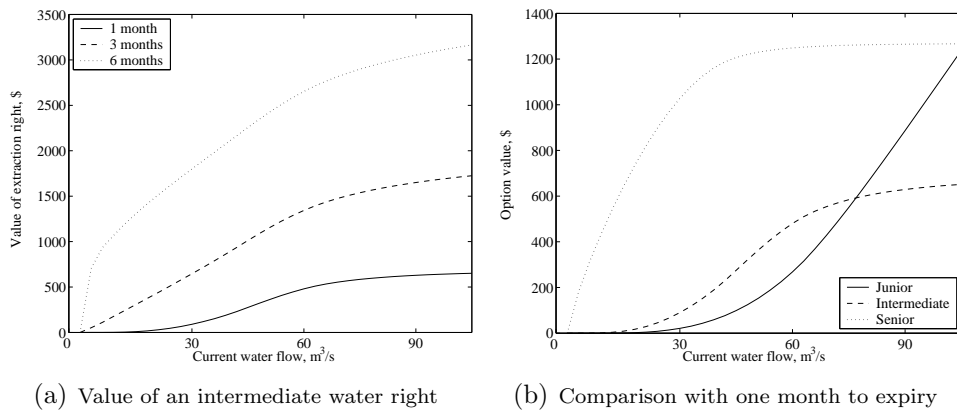 3500
3000
2500
2000
1500
1000
500
0
Value of extraction right, $
1 month
3 months
6 months
0
30
60
90
Current water flow, m³/s
(a) Value of an intermediate water right
1400
1200
1000
800
600
400
200
0
Option value, $
Junior
Intermediate
Senior
0
30
60
90
Current water flow, m³/s
(b) Comparison with one month to expiry